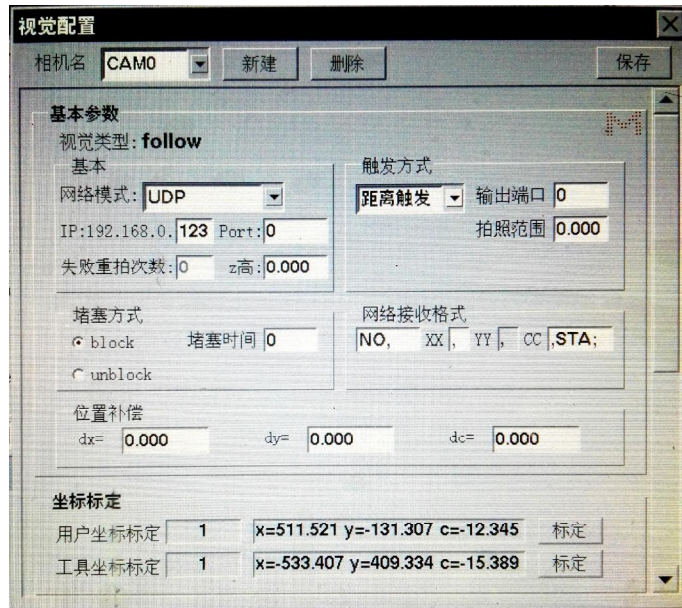 视觉配置
相机名 CAM0 新建 删除 保存
基本参数
视觉类型: follow
基本
网络模式: UDP
IP:192.168.0. 123 Port: 0
失败重拍次数: 0 z高: 0.000
触发方式
距离触发 输出端口 0
拍照范围 0.000
堵塞方式
block 堵塞时间 0
unblock
网络接收格式
NO, XX , YY , CC ,STA;
位置补偿
dx= 0.000 dy= 0.000 dc= 0.000
坐标标定
用户坐标标定 1 x=511.521 y=-131.307 c=-12.345 标定
工具坐标标定 1 x=-533.407 y=409.334 c=-15.389 标定